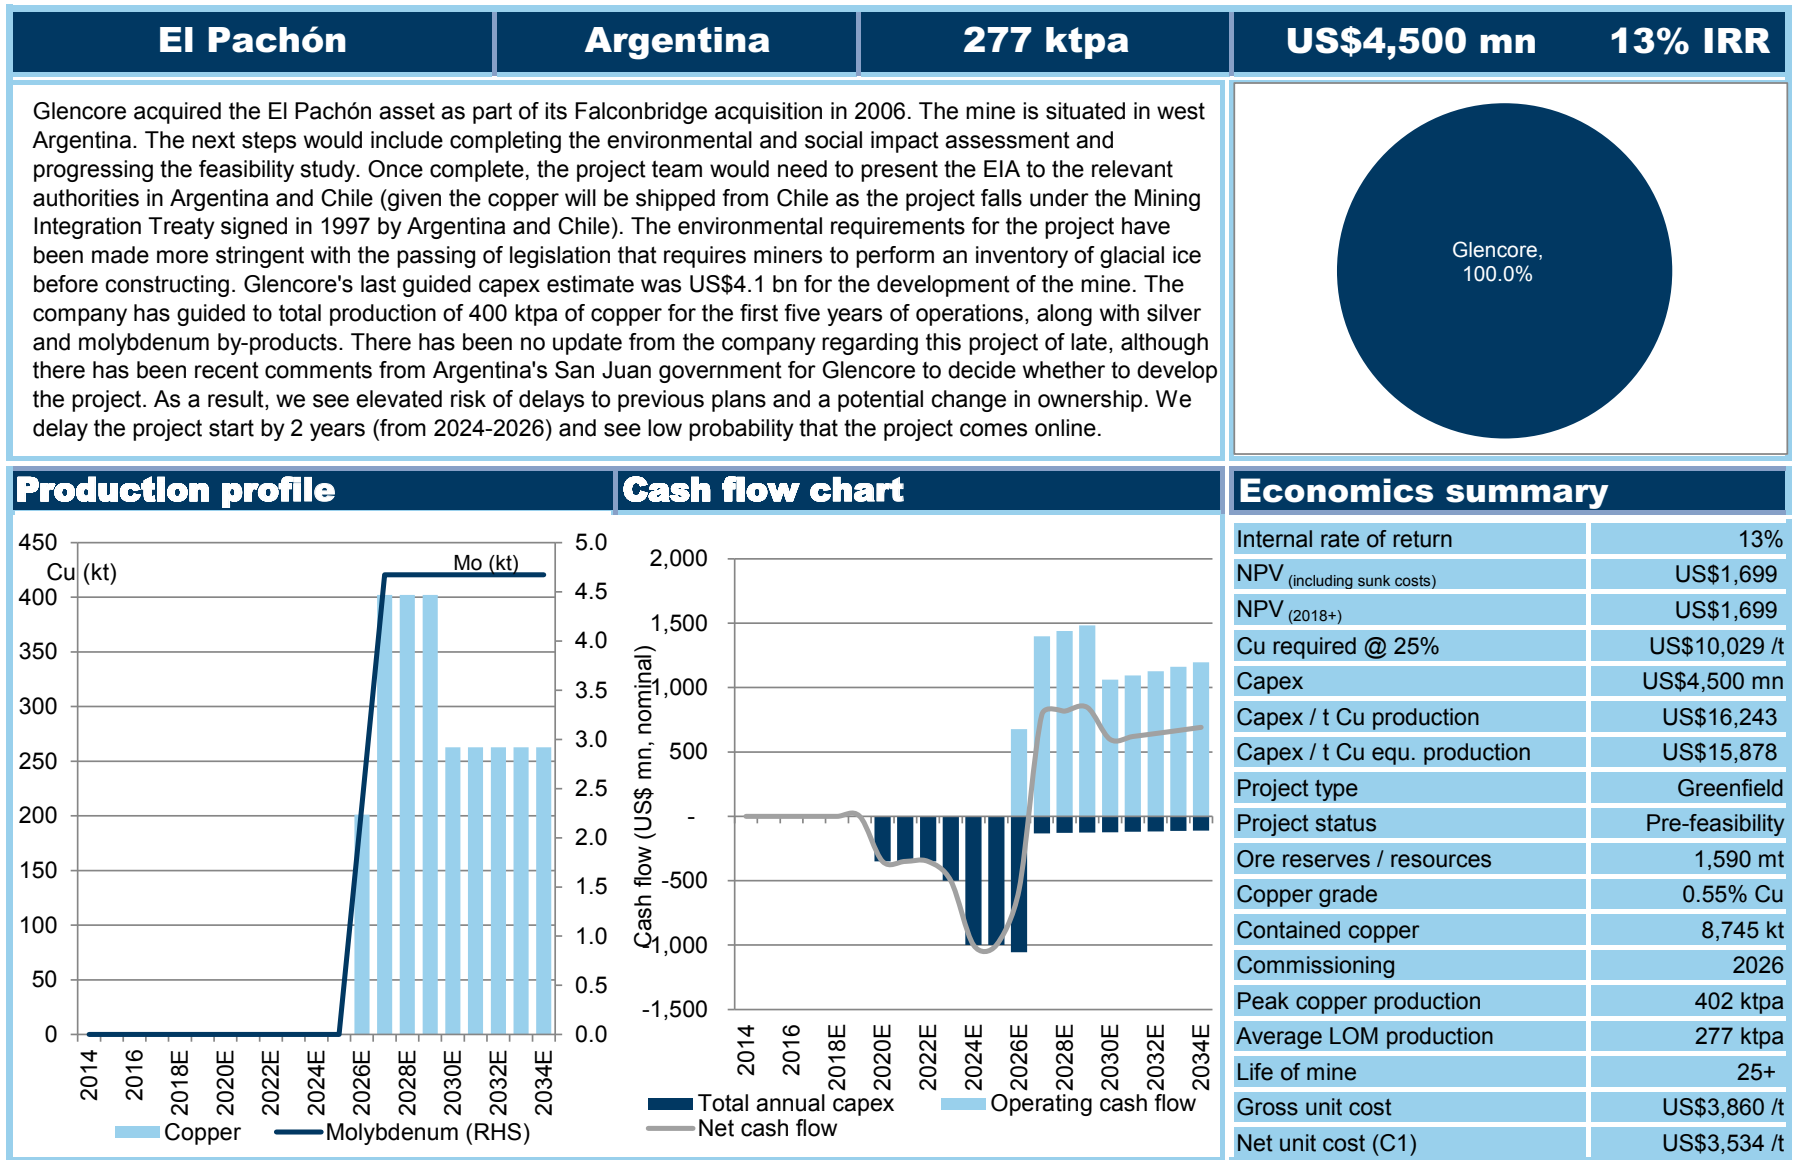 El Pachón
Argentina
277 ktpa
US$4,500 mn
13% IRR
Glencore acquired the El Pachón asset as part of its Falconbridge acquisition in 2006. The mine is situated in west
Argentina. The next steps would include completing the environmental and social impact assessment and
progressing the feasibility study. Once complete, the project team would need to present the EIA to the relevant
authorities in Argentina and Chile (given the copper will be shipped from Chile as the project falls under the Mining
Integration Treaty signed in 1997 by Argentina and Chile). The environmental requirements for the project have
been made more stringent with the passing of legislation that requires miners to perform an inventory of glacial ice
before constructing. Glencore's last guided capex estimate was US$4.1 bn for the development of the mine. The
company has guided to total production of 400 ktpa of copper for the first five years of operations, along with silver
and molybdenum by-products. There has been no update from the company regarding this project of late, although
there has been recent comments from Argentina's San Juan government for Glencore to decide whether to develop
the project. As a result, we see elevated risk of delays to previous plans and a potential change in ownership. We
delay the project start by 2 years (from 2024-2026) and see low probability that the project comes online.
Glencore,
100.0%
Production profile
450
400
350
300
250
200
150
100
50
0
Cu (kt)
Mo (kt)
5.0
4.5
4.0
3.5
3.0
2.5
2.0
1.5
1.0
0.5
0.0
2014
2016
2018E
2020E
2022E
2024E
2026E
2028E
2030E
2032E
2034E
Copper
Molybdenum (RHS)
Cash flow chart
Cash flow (US$ mn, nominal)
2,000
1,500
1,000
500
-
-500
-1,000
-1,500
2014
2016
2018E
2020E
2022E
2024E
2026E
2028E
2030E
2032E
2034E
Total annual capex
Operating cash flow
Net cash flow
Economics summary
Internal rate of return 13%
NPV (including sunk costs) US$1,699
NPV (2018+) US$1,699
Cu required @ 25% US$10,029 /t
Capex US$4,500 mn
Capex / t Cu production US$16,243
Capex / t Cu equ. production US$15,878
Project type Greenfield
Project status Pre-feasibility
Ore reserves / resources 1,590 mt
Copper grade 0.55% Cu
Contained copper 8,745 kt
Commissioning 2026
Peak copper production 402 ktpa
Average LOM production 277 ktpa
Life of mine 25+
Gross unit cost US$3,860 /t
Net unit cost (C1) US$3,534 /t